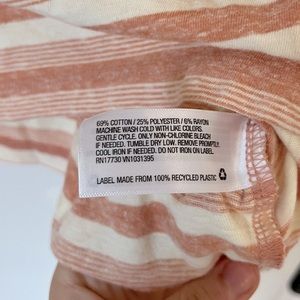 69% COTTON / 25% POLYESTER / 6% RAYON
MACHINE WASH COLD WITH LIKE COLORS.
GENTLE CYCLE. ONLY NON-CHLORINE BLEACH
IF NEEDED. TUMBLE DRY LOW. REMOVE PROMPTLY.
COOL IRON IF NEEDED. DO NOT IRON ON LABEL.
RN17730 VN1031395
LABEL MADE FROM 100% RECYCLED PLASTIC